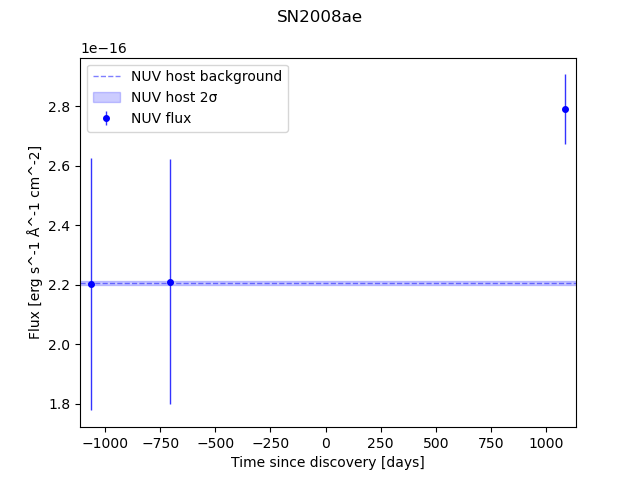 SN2008ae
1e−16
NUV host background
NUV host 2σ
NUV flux
2.8
2.6
2.4
2.2
2.0
1.8
Flux [erg s^-1 Å^-1 cm^-2]
−1000 −750 −500 −250 0 250 500 750 1000
Time since discovery [days]